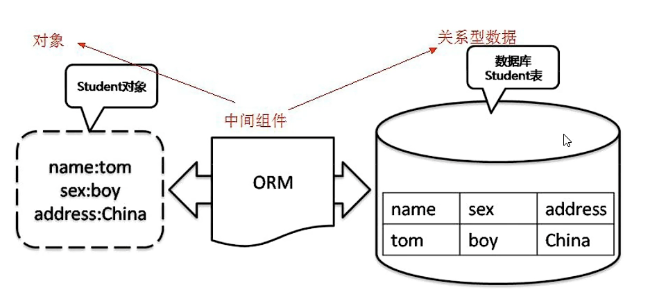 对象
关系型数据
数据库
Student表
Student对象
中间组件
name:tom
sex:boy
address:China
ORM
name sex address
tom boy China